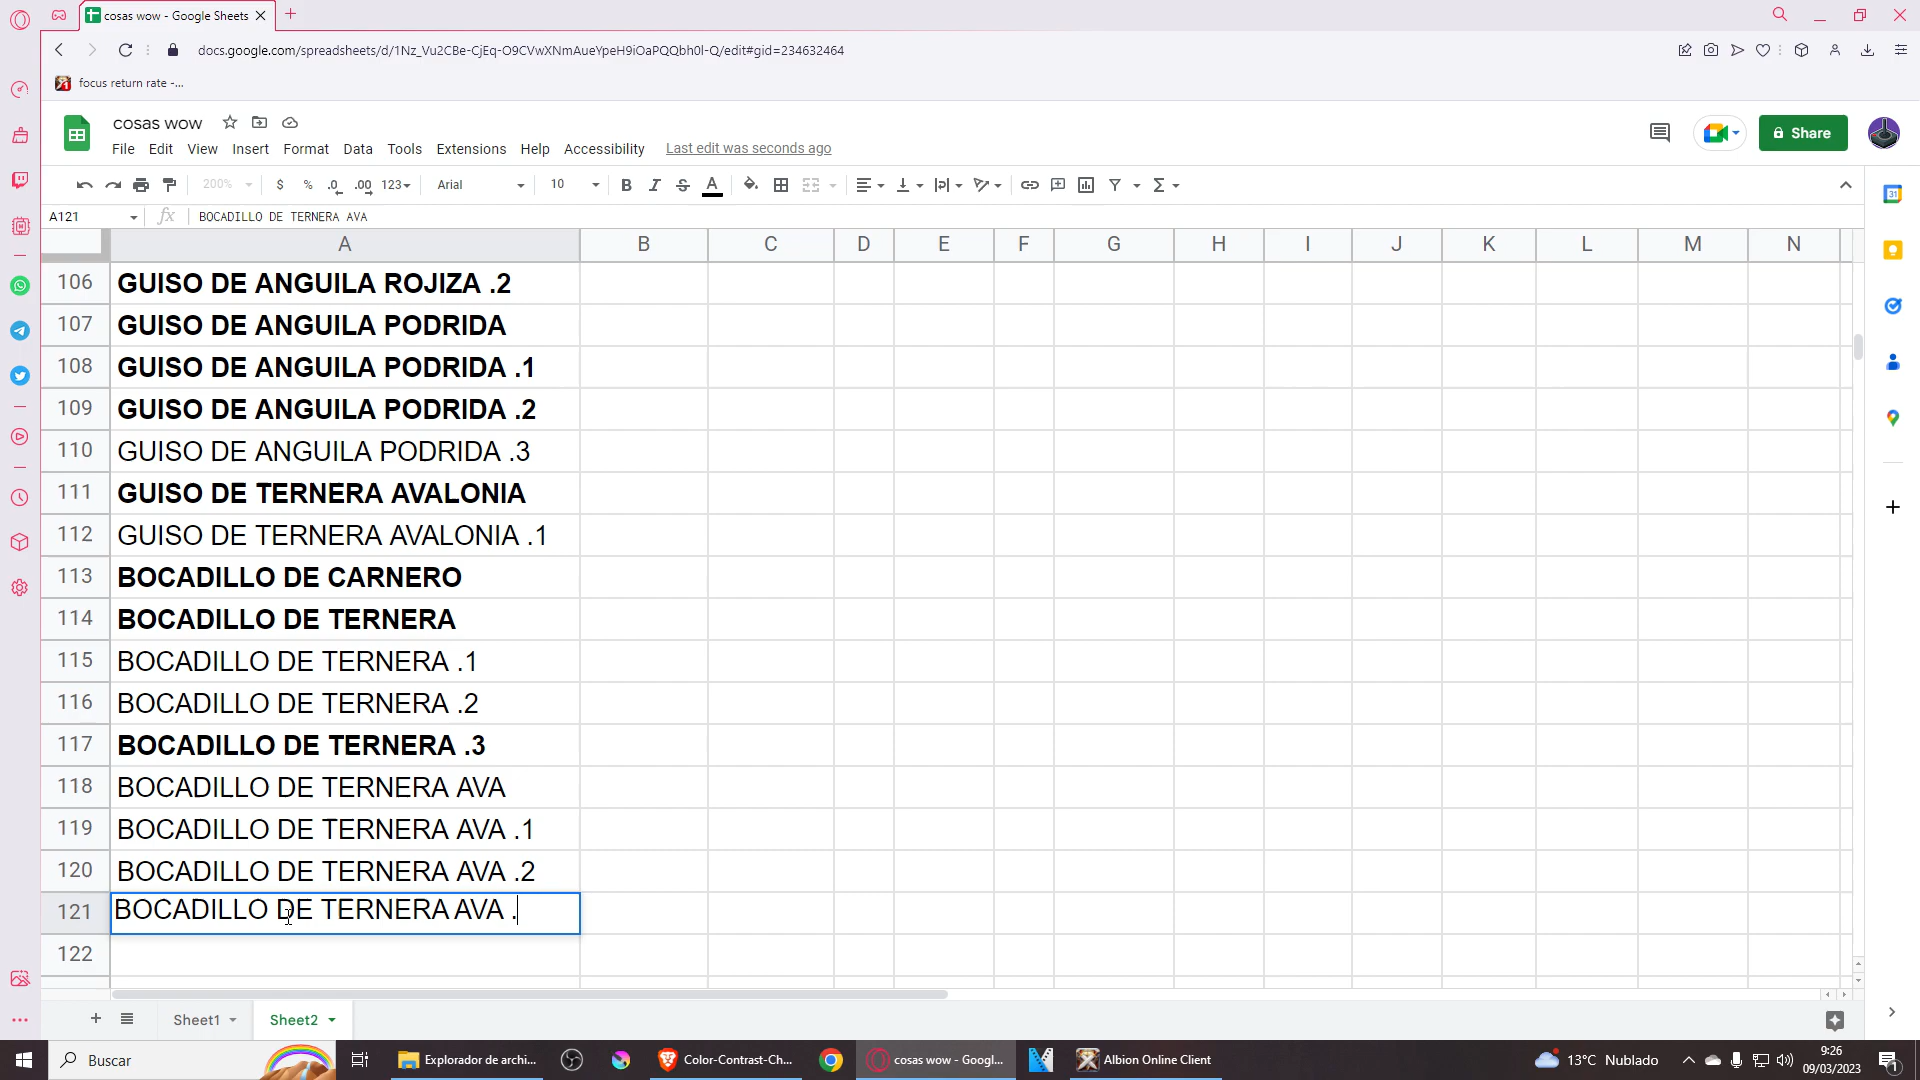 cosas wow - Google Sheets
docs.google.com/spreadsheets/d/1Nz_Vu2CBe-CjEq-O9CVwXNmAueYpeH9iOaPQQbh0l-Q/edit#gid=234632464
focus return rate -...
cosas wow
Share
File Edit View Insert Format Data Tools Extensions Help Accessibility Last edit was seconds ago
200% $ % .0 .00 123 Arial 10 B I S A
A121 fx BOCADILLO DE TERNERA AVA
A B C D E F G H I J K L M N
106 GUISO DE ANGUILA ROJIZA .2
107 GUISO DE ANGUILA PODRIDA
108 GUISO DE ANGUILA PODRIDA .1
109 GUISO DE ANGUILA PODRIDA .2
110 GUISO DE ANGUILA PODRIDA .3
111 GUISO DE TERNERA AVALONIA
112 GUISO DE TERNERA AVALONIA .1
113 BOCADILLO DE CARNERO
114 BOCADILLO DE TERNERA
115 BOCADILLO DE TERNERA .1
116 BOCADILLO DE TERNERA .2
117 BOCADILLO DE TERNERA .3
118 BOCADILLO DE TERNERA AVA
119 BOCADILLO DE TERNERA AVA .1
120 BOCADILLO DE TERNERA AVA .2
121 BOCADILLO DE TERNERA AVA .
122
Sheet1 Sheet2
Buscar Explorador de archi... Color-Contrast-Ch... cosas wow - Googl... Albion Online Client 13°C Nublado 9:26
09/03/2023